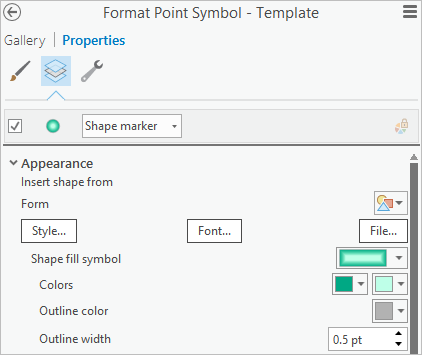 Format Point Symbol - Template
Gallery Properties
Shape marker
Appearance
Insert shape from
Form
Style... Font... File...
Shape fill symbol
Colors
Outline color
Outline width 0.5 pt